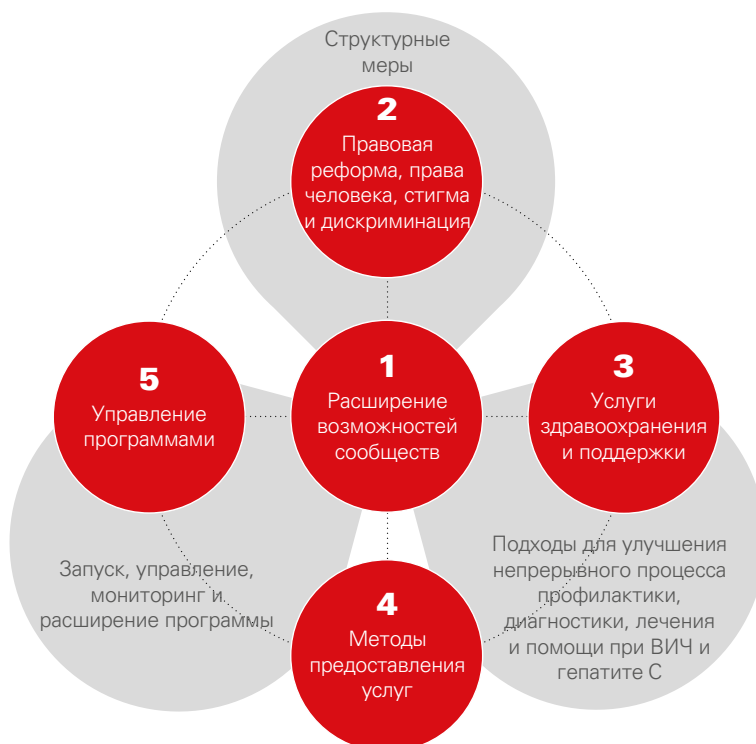 Структурные
меры
2
Правовая
реформа, права
человека, стигма
и дискриминация
5
Управление
программами
1
Расширение
возможностей
сообществ
3
Услуги
здравоохранения
и поддержки
Запуск, управление,
мониторинг и
расширение программы
4
Методы
предоставления
услуг
Подходы для улучшения
непрерывного процесса
профилактики,
диагностики, лечения
и помощи при ВИЧ и
гепатите С